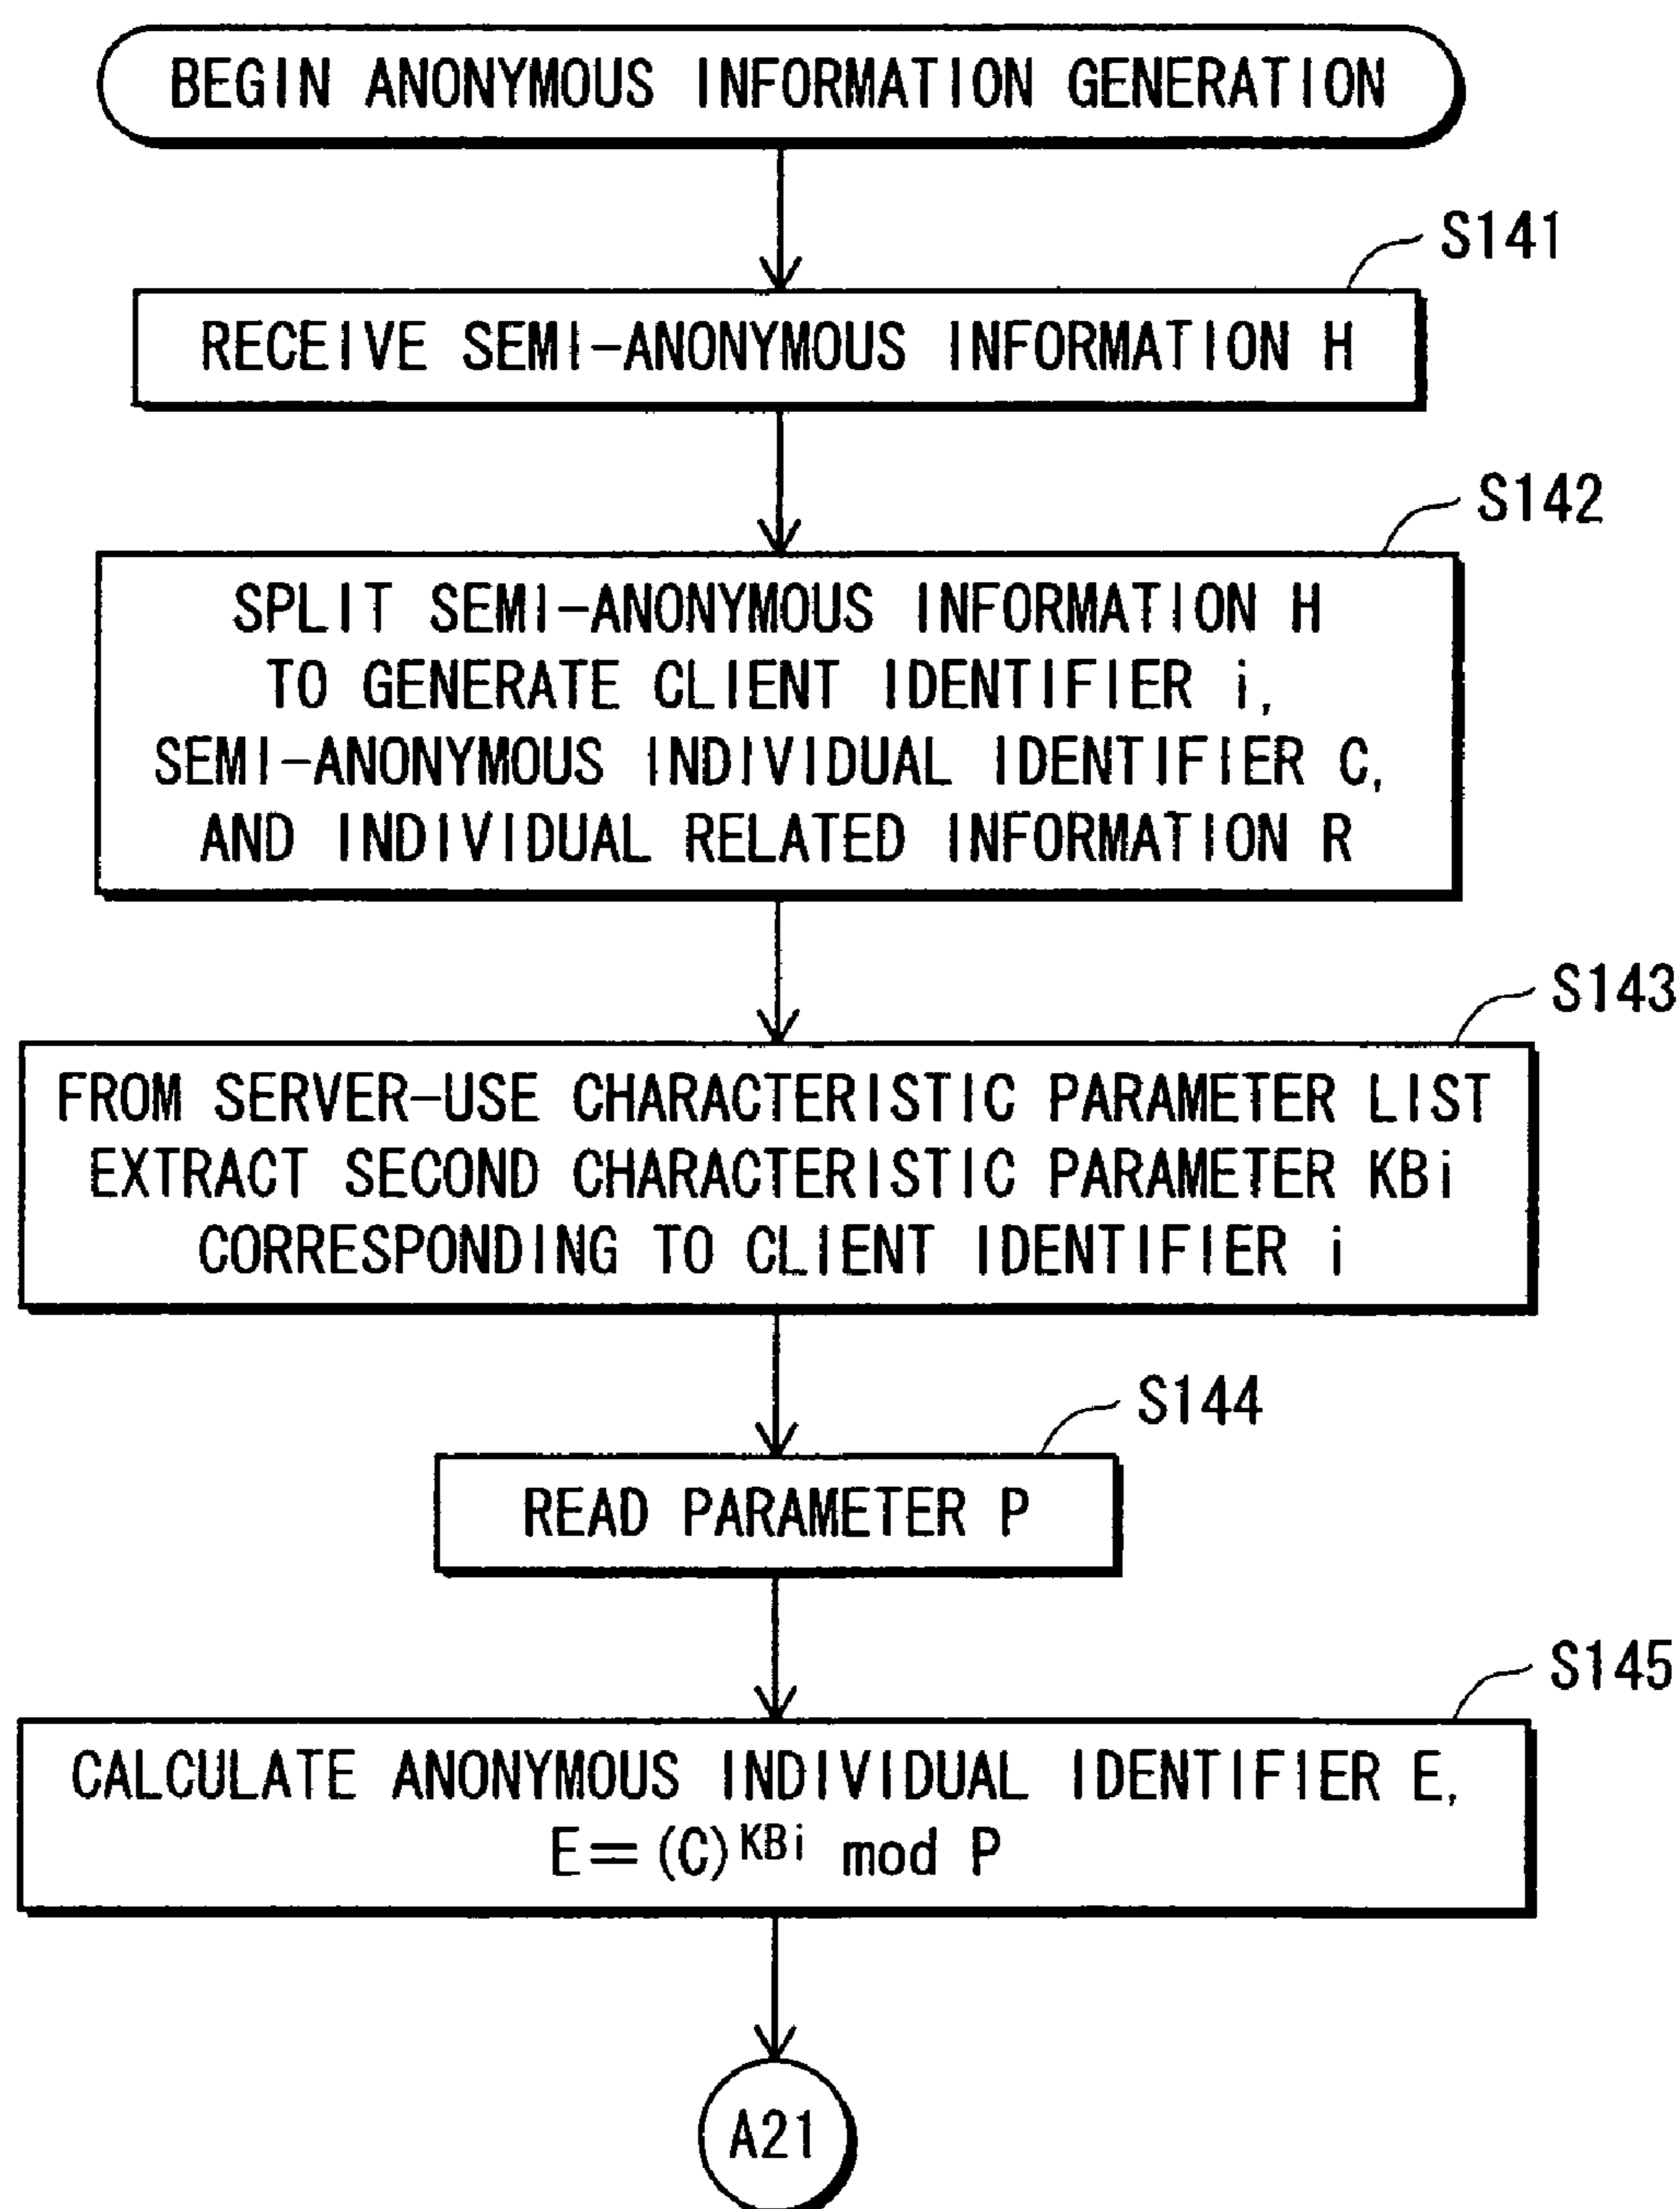 BEGIN ANONYMOUS INFORMATION GENERATION
S141
RECEIVE SEMI-ANONYMOUS INFORMATION H
S142
SPLIT SEMI-ANONYMOUS INFORMATION H
TO GENERATE CLIENT IDENTIFIER i,
SEMI-ANONYMOUS INDIVIDUAL IDENTIFIER C,
AND INDIVIDUAL RELATED INFORMATION R
S143
FROM SERVER-USE CHARACTERISTIC PARAMETER LIST
EXTRACT SECOND CHARACTERISTIC PARAMETER KBi
CORRESPONDING TO CLIENT IDENTIFIER i
S144
READ PARAMETER P
S145
CALCULATE ANONYMOUS INDIVIDUAL IDENTIFIER E,
E=(C)^KBi mod P
A21